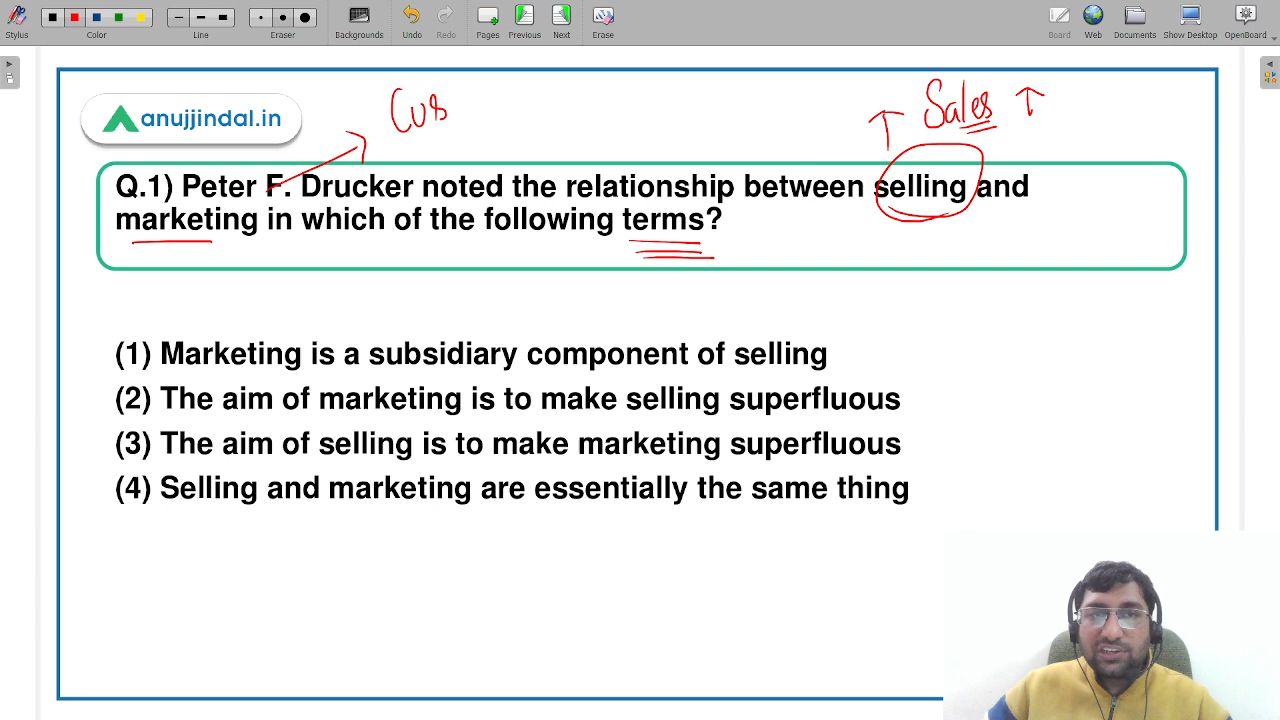 Stylus
Color
Line
Eraser
Backgrounds
Undo
Redo
Pages
Previous
Next
Erase
Board
Web
Documents
Show Desktop
OpenBoard
anujjindal.in
Cus
↑ Sales ↑
Q.1) Peter F. Drucker noted the relationship between selling and
marketing in which of the following terms?
(1) Marketing is a subsidiary component of selling
(2) The aim of marketing is to make selling superfluous
(3) The aim of selling is to make marketing superfluous
(4) Selling and marketing are essentially the same thing